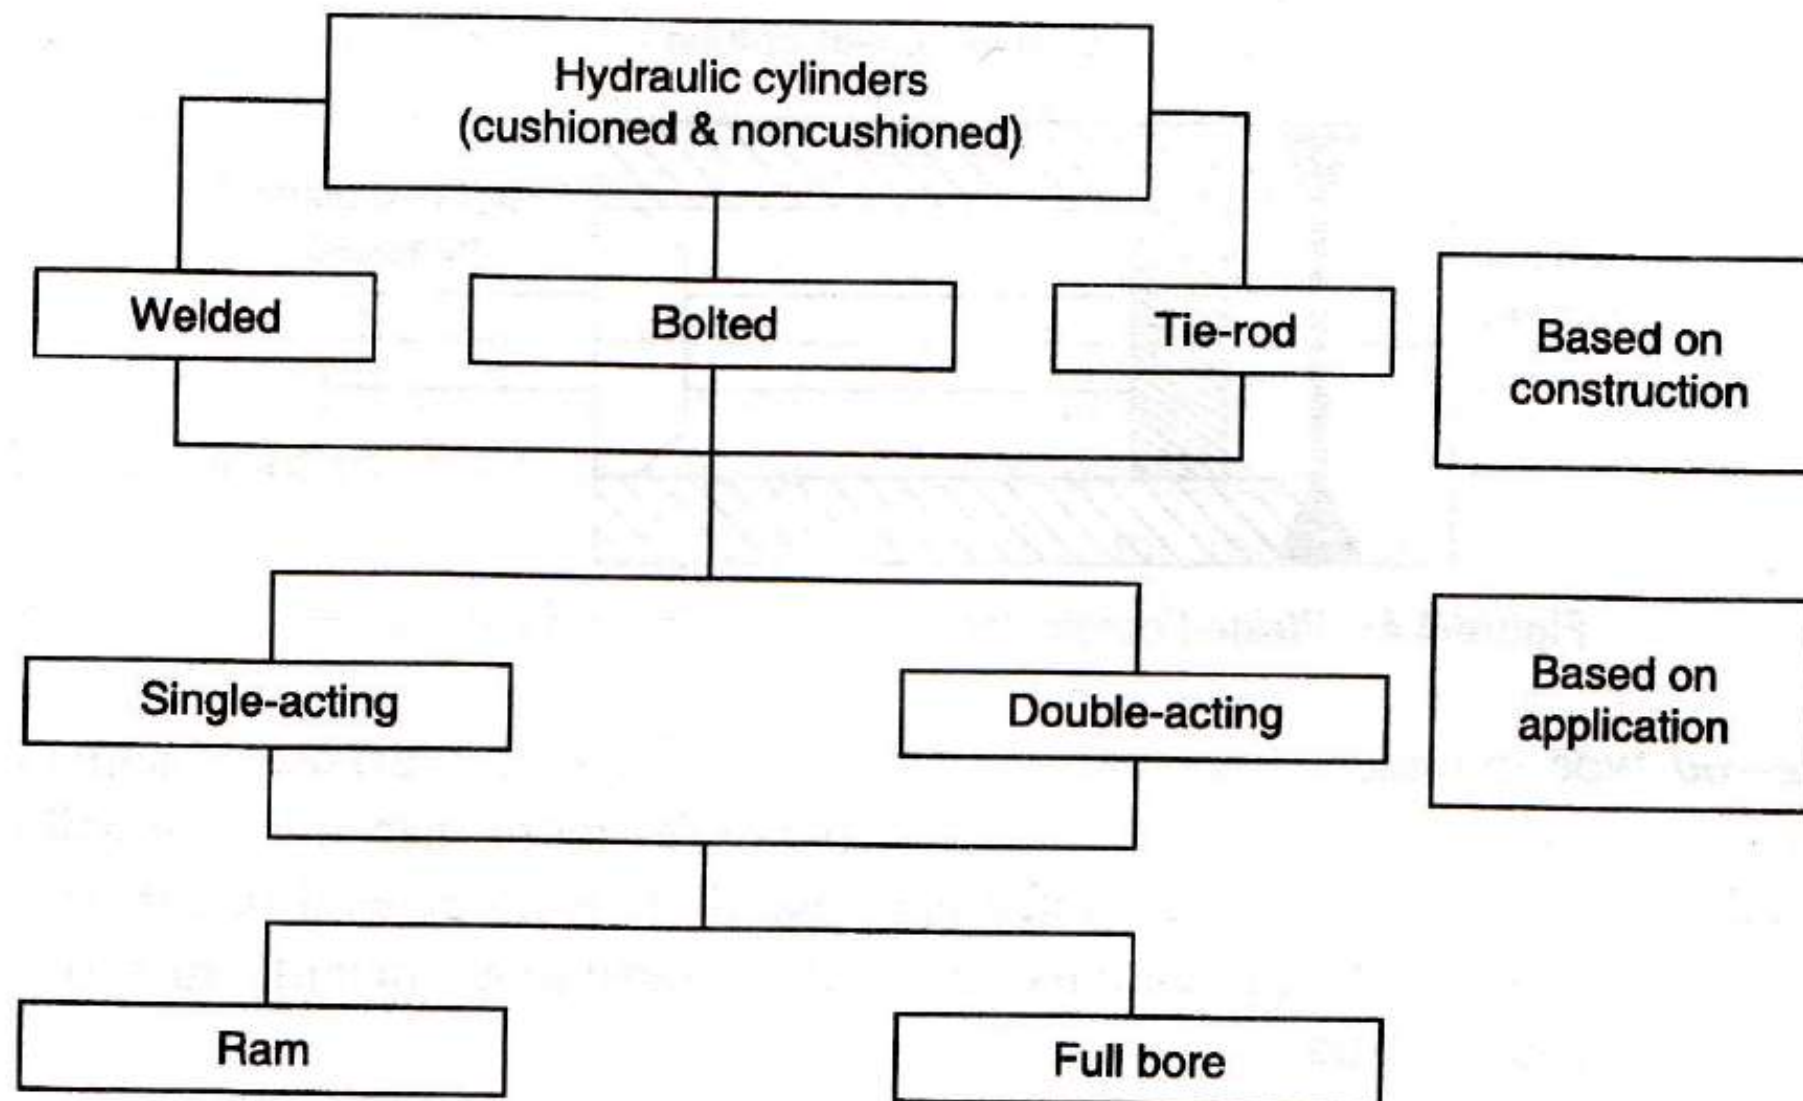 Hydraulic cylinders
(cushioned & noncushioned)
Welded
Bolted
Tie-rod
Based on
construction
Single-acting
Double-acting
Based on
application
Ram
Full bore